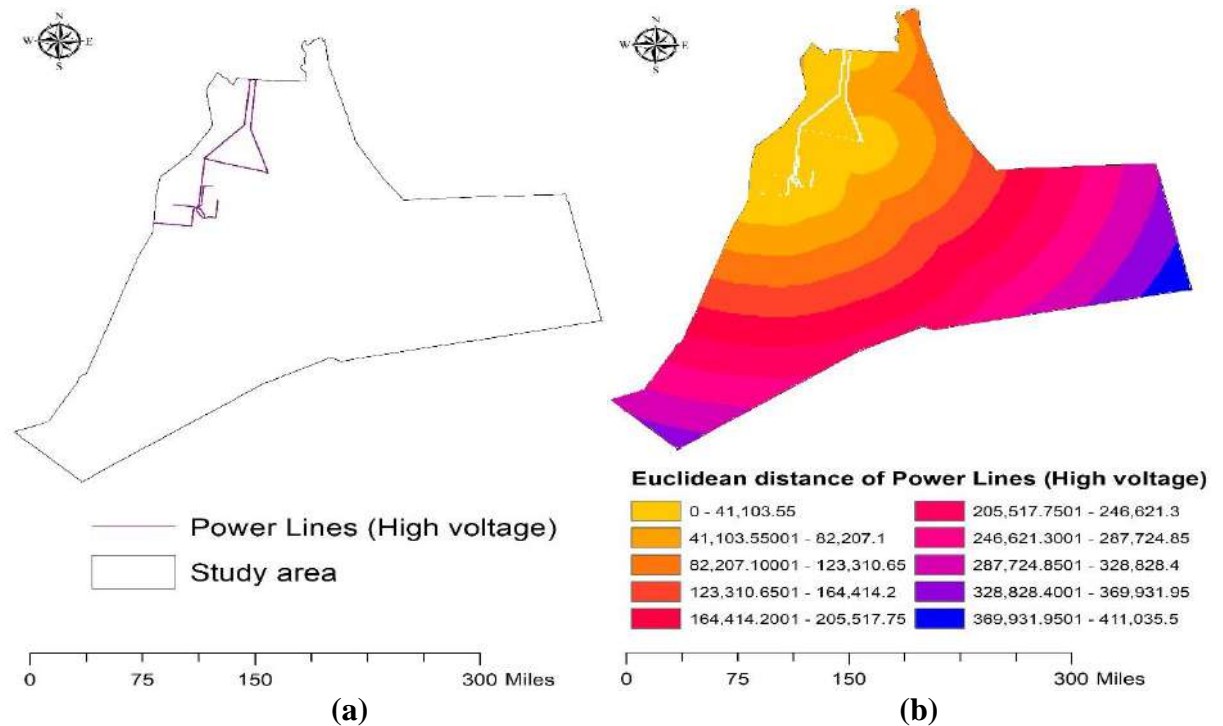 N
W E
S
N
W E
S
Power Lines (High voltage)
Study area
0 75 150 300 Miles
(a)
Euclidean distance of Power Lines (High voltage)
0 - 41,103.55
41,103.55001 - 82,207.1
82,207.10001 - 123,310.65
123,310.6501 - 164,414.2
164,414.2001 - 205,517.75
205,517.7501 - 246,621.3
246,621.3001 - 287,724.85
287,724.8501 - 328,828.4
328,828.4001 - 369,931.95
369,931.9501 - 411,035.5
0 75 150 300 Miles
(b)